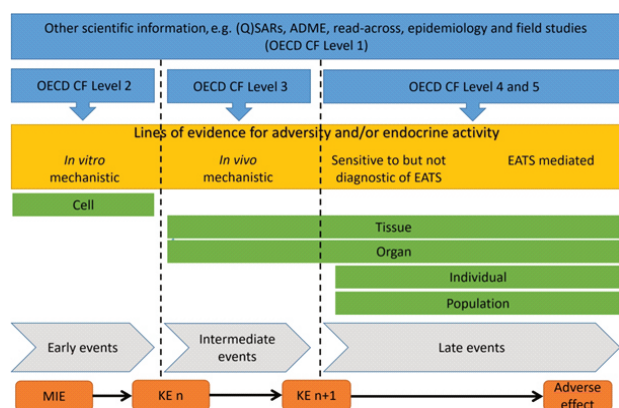 Other scientific information, e.g. (Q)SARs, ADME, read-across, epidemiology and field studies
(OECD CF Level 1)
OECD CF Level 2
OECD CF Level 3
OECD CF Level 4 and 5
Lines of evidence for adversity and/or endocrine activity
In vitro
mechanistic
In vivo
mechanistic
Sensitive to but not
diagnostic of EATS
EATS mediated
Cell
Tissue
Organ
Individual
Population
Early events
Intermediate
events
Late events
MIE
KE n
KE n+1
Adverse
effect